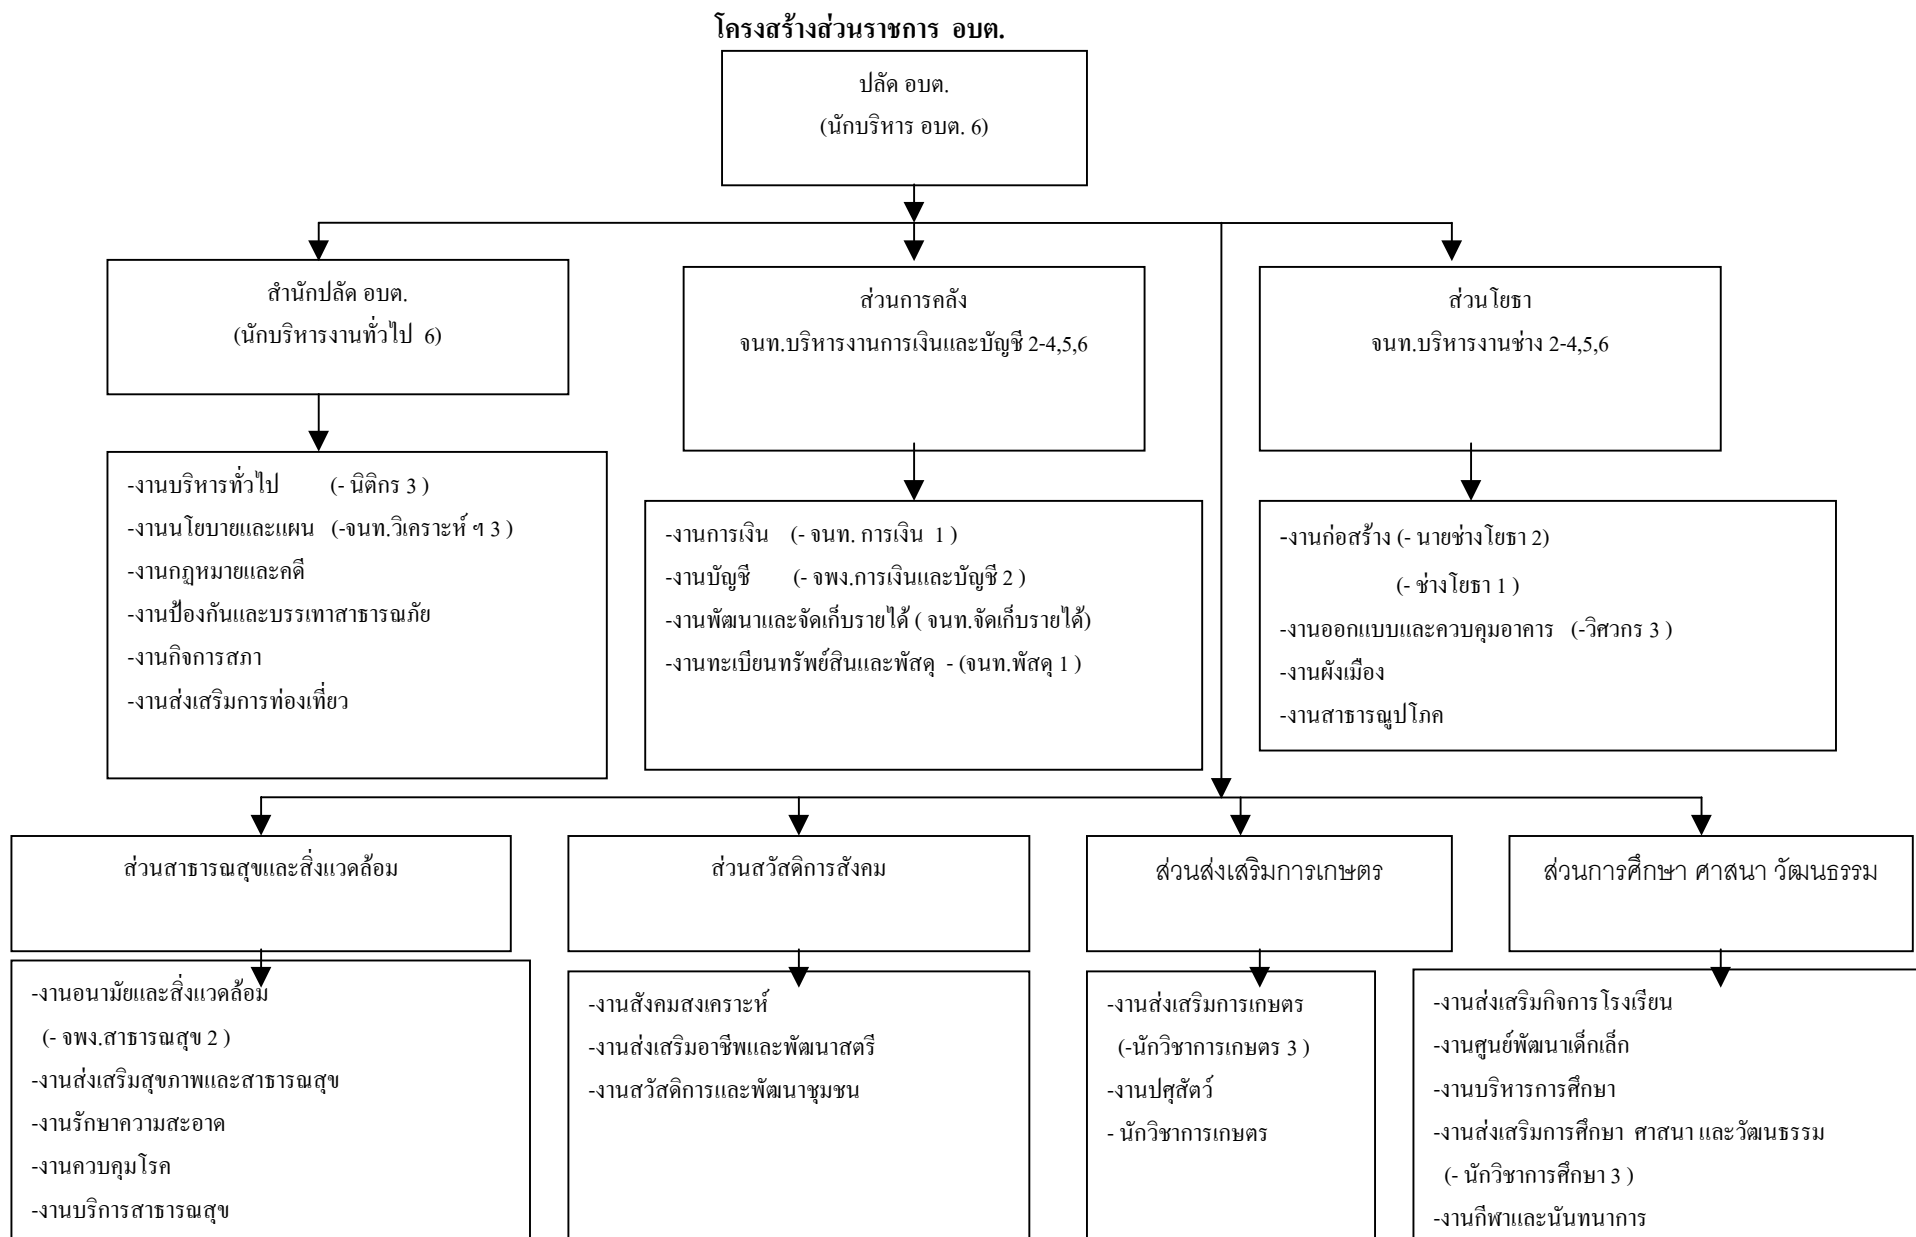 โครงสร้างส่วนราชการ อบต.
ปลัด อบต.
(นักบริหาร อบต. 6)
สำนักปลัด อบต.
(นักบริหารงานทั่วไป 6)
ส่วนการคลัง
จนท.บริหารงานการเงินและบัญชี 2-4,5,6
ส่วนโยธา
จนท.บริหารงานช่าง 2-4,5,6
-งานบริหารทั่วไป (- นิติกร 3 )
-งานนโยบายและแผน (-จนท.วิเคราะห์ ฯ 3 )
-งานกฎหมายและคดี
-งานป้องกันและบรรเทาสาธารณภัย
-งานกิจการสภา
-งานส่งเสริมการท่องเที่ยว
-งานการเงิน (- จนท. การเงิน 1 )
-งานบัญชี (- จพง.การเงินและบัญชี 2 )
-งานพัฒนาและจัดเก็บรายได้ ( จนท.จัดเก็บรายได้)
-งานทะเบียนทรัพย์สินและพัสดุ - (จนท.พัสดุ 1 )
-งานก่อสร้าง (- นายช่างโยธา 2)
(- ช่างโยธา 1 )
-งานออกแบบและควบคุมอาคาร (-วิศวกร 3 )
-งานผังเมือง
-งานสาธารณูปโภค
ส่วนสาธารณสุขและสิ่งแวดล้อม
ส่วนสวัสดิการสังคม
ส่วนส่งเสริมการเกษตร
ส่วนการศึกษา ศาสนา วัฒนธรรม
-งานอนามัยและสิ่งแวดล้อม
(- จพง.สาธารณสุข 2 )
-งานส่งเสริมสุขภาพและสาธารณสุข
-งานรักษาความสะอาด
-งานควบคุมโรค
-งานบริการสาธารณสุข
-งานสังคมสงเคราะห์
-งานส่งเสริมอาชีพและพัฒนาสตรี
-งานสวัสดิการและพัฒนาชุมชน
-งานส่งเสริมการเกษตร
(-นักวิชาการเกษตร 3 )
-งานปศุสัตว์
- นักวิชาการเกษตร
-งานส่งเสริมกิจการโรงเรียน
-งานศูนย์พัฒนาเด็กเล็ก
-งานบริหารการศึกษา
-งานส่งเสริมการศึกษา ศาสนา และวัฒนธรรม
(- นักวิชาการศึกษา 3 )
-งานกีฬาและนันทนาการ